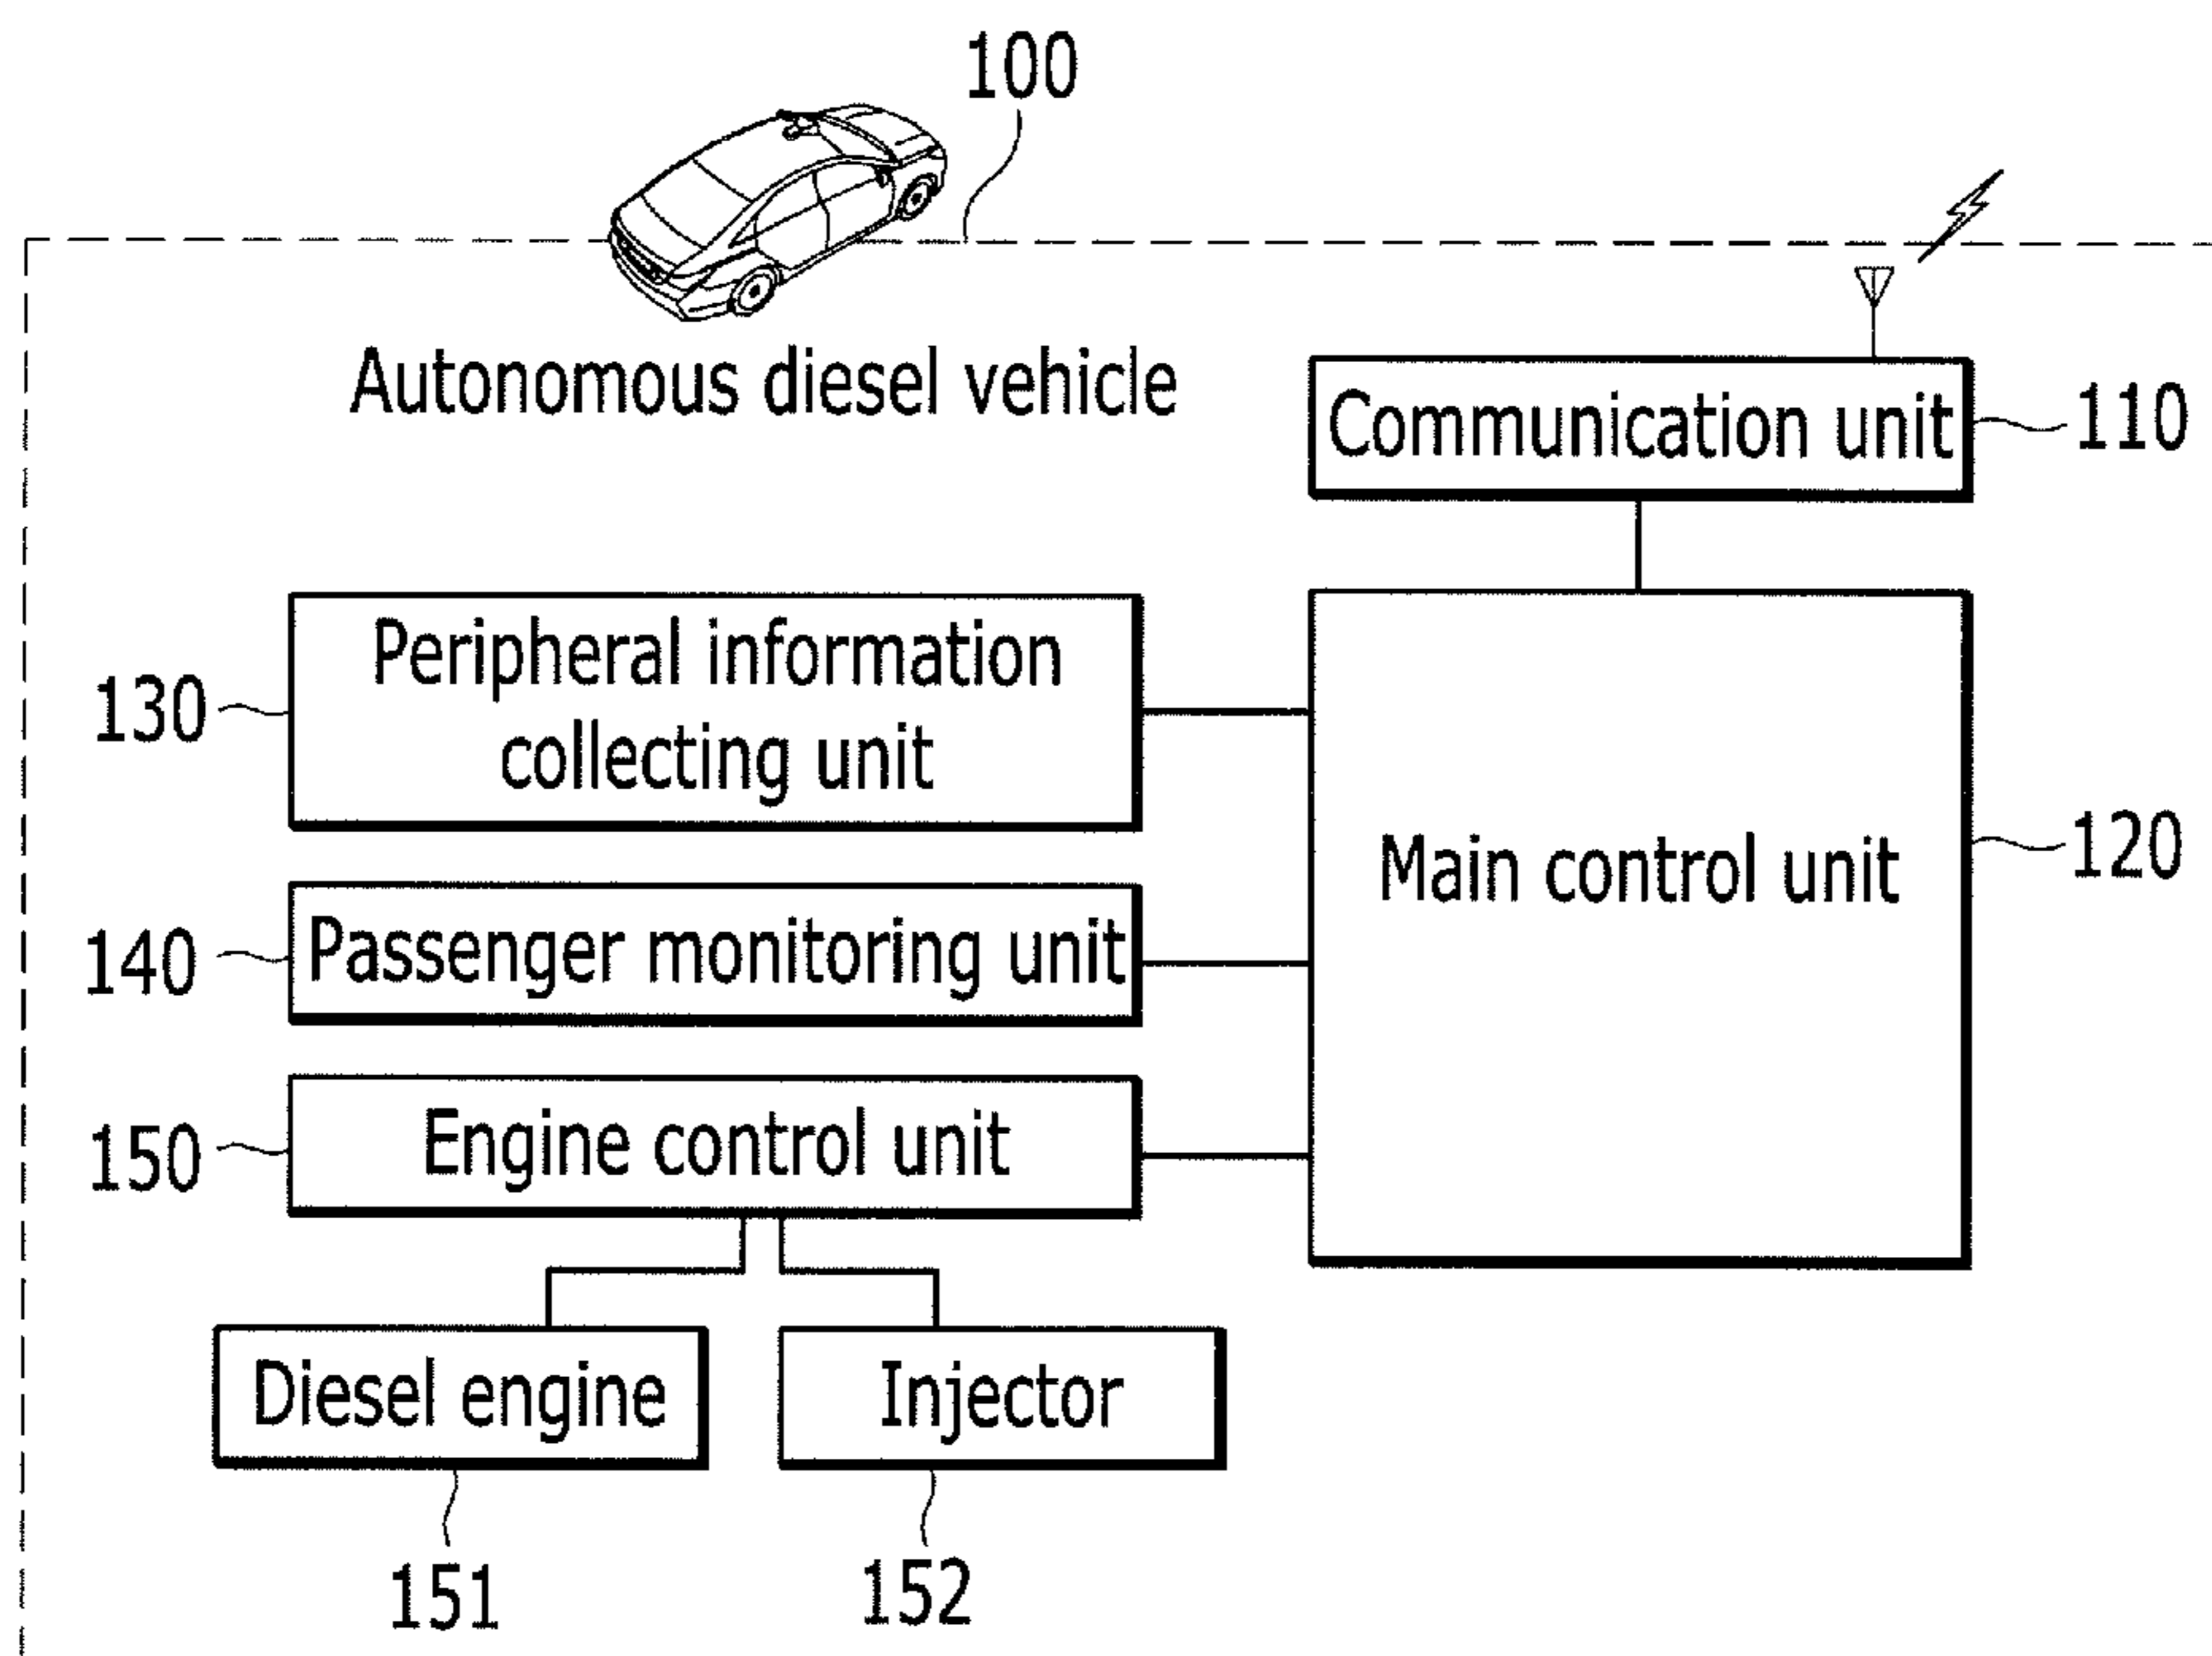 100
Autonomous diesel vehicle
Communication unit
110
Peripheral information
collecting unit
130
Main control unit
120
Passenger monitoring unit
140
Engine control unit
150
Diesel engine
Injector
151
152